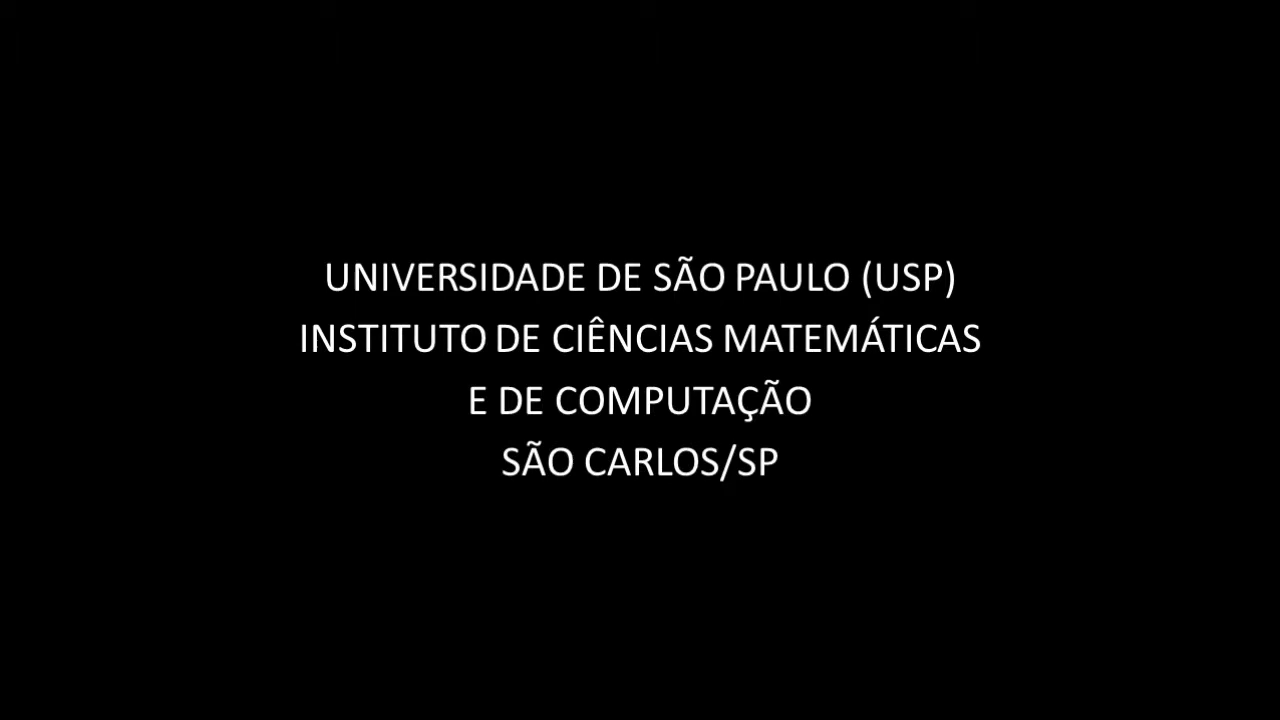 UNIVERSIDADE DE SÃO PAULO (USP)
INSTITUTO DE CIÊNCIAS MATEMÁTICAS
E DE COMPUTAÇÃO
SÃO CARLOS/SP